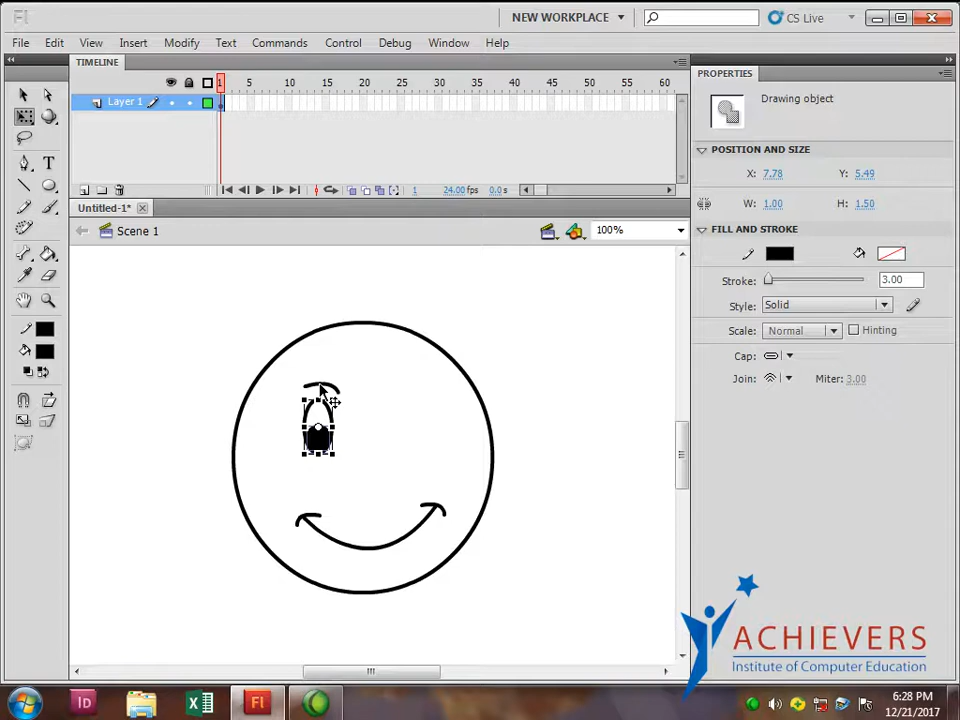 Fl
NEW WORKPLACE
CS Live
File Edit View Insert Modify Text Commands Control Debug Window Help
TIMELINE
1 5 10 15 20 25 30 35 40 45 50 55 60
Layer 1
1 24.00 fps 0.0 s
Untitled-1*
Scene 1
100%
PROPERTIES
Drawing object
POSITION AND SIZE
X: 7.78 Y: 5.49
W: 1.00 H: 1.50
FILL AND STROKE
Stroke: 3.00
Style: Solid
Scale: Normal Hinting
Cap:
Join: Miter: 3.00
T
ACHIEVERS
Institute of Computer Education
Id Fl
6:28 PM
12/21/2017